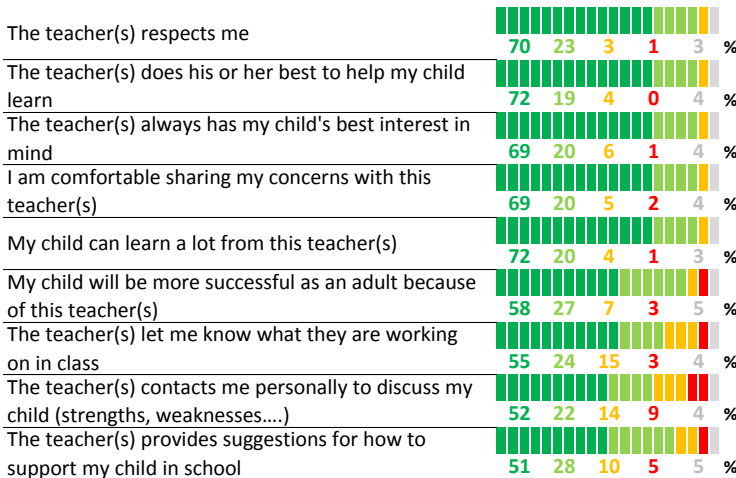 The teacher(s) respects me
70 23 3 1 3 %
The teacher(s) does his or her best to help my child
learn
72 19 4 0 4 %
The teacher(s) always has my child's best interest in
mind
69 20 6 1 4 %
I am comfortable sharing my concerns with this
teacher(s)
69 20 5 2 4 %
My child can learn a lot from this teacher(s)
72 20 4 1 3 %
My child will be more successful as an adult because
of this teacher(s)
58 27 7 3 5 %
The teacher(s) let me know what they are working
on in class
55 24 15 3 4 %
The teacher(s) contacts me personally to discuss my
child (strengths, weaknesses....)
52 22 14 9 4 %
The teacher(s) provides suggestions for how to
support my child in school
51 28 10 5 5 %